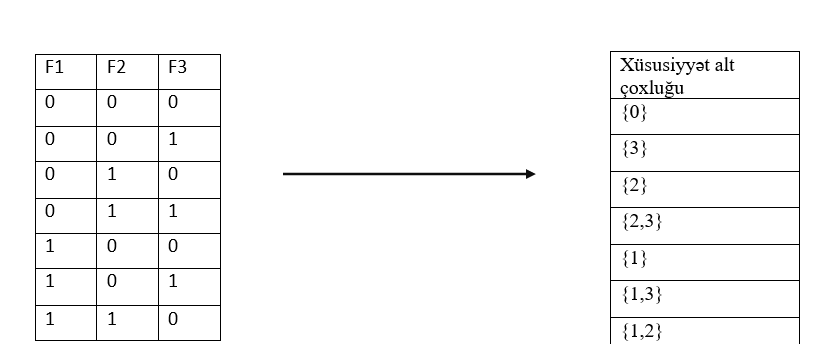 F1 F2 F3
0 0 0
0 0 1
0 1 0
0 1 1
1 0 0
1 0 1
1 1 0
Xüsusiyyət alt
çoxluğu
{0}
{3}
{2}
{2,3}
{1}
{1,3}
{1,2}